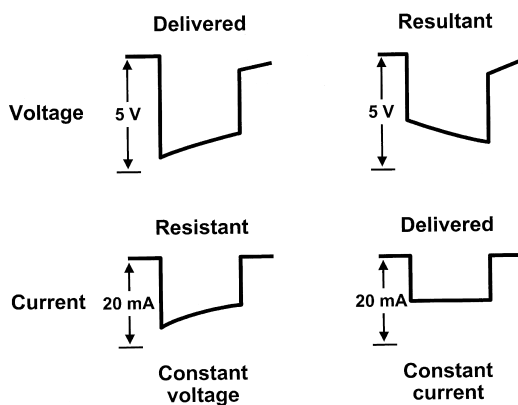 Delivered
Resultant
Voltage
5 V
5 V
Resistant
Delivered
Current
20 mA
20 mA
Constant
voltage
Constant
current